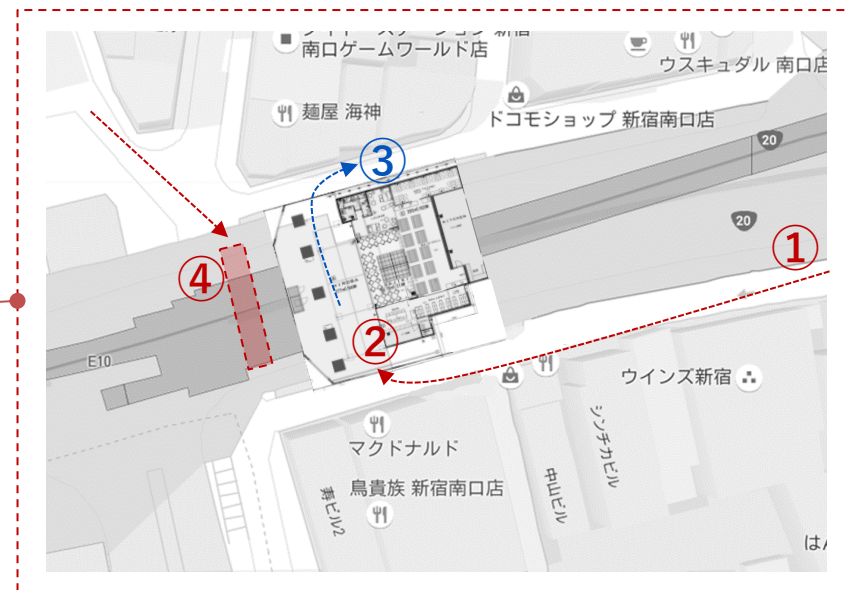 南口ゲームワールド店
ウスキュダル 南口店
麺屋 海神
ドコモショップ 新宿南口店
20
③
20
①
④
②
E10
ウインズ新宿
マクドナルド
シンチカビル
鳥貴族 新宿南口店
寿ビル2
中山ビル